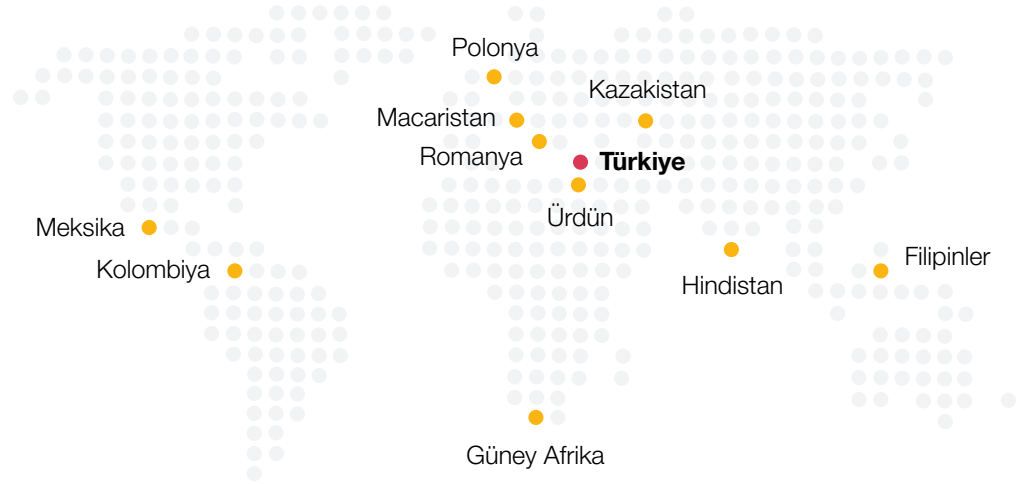 Polonya
Kazakistan
Macaristan
Romanya
Türkiye
Ürdün
Meksika
Kolombiya
Filipinler
Hindistan
Güney Afrika